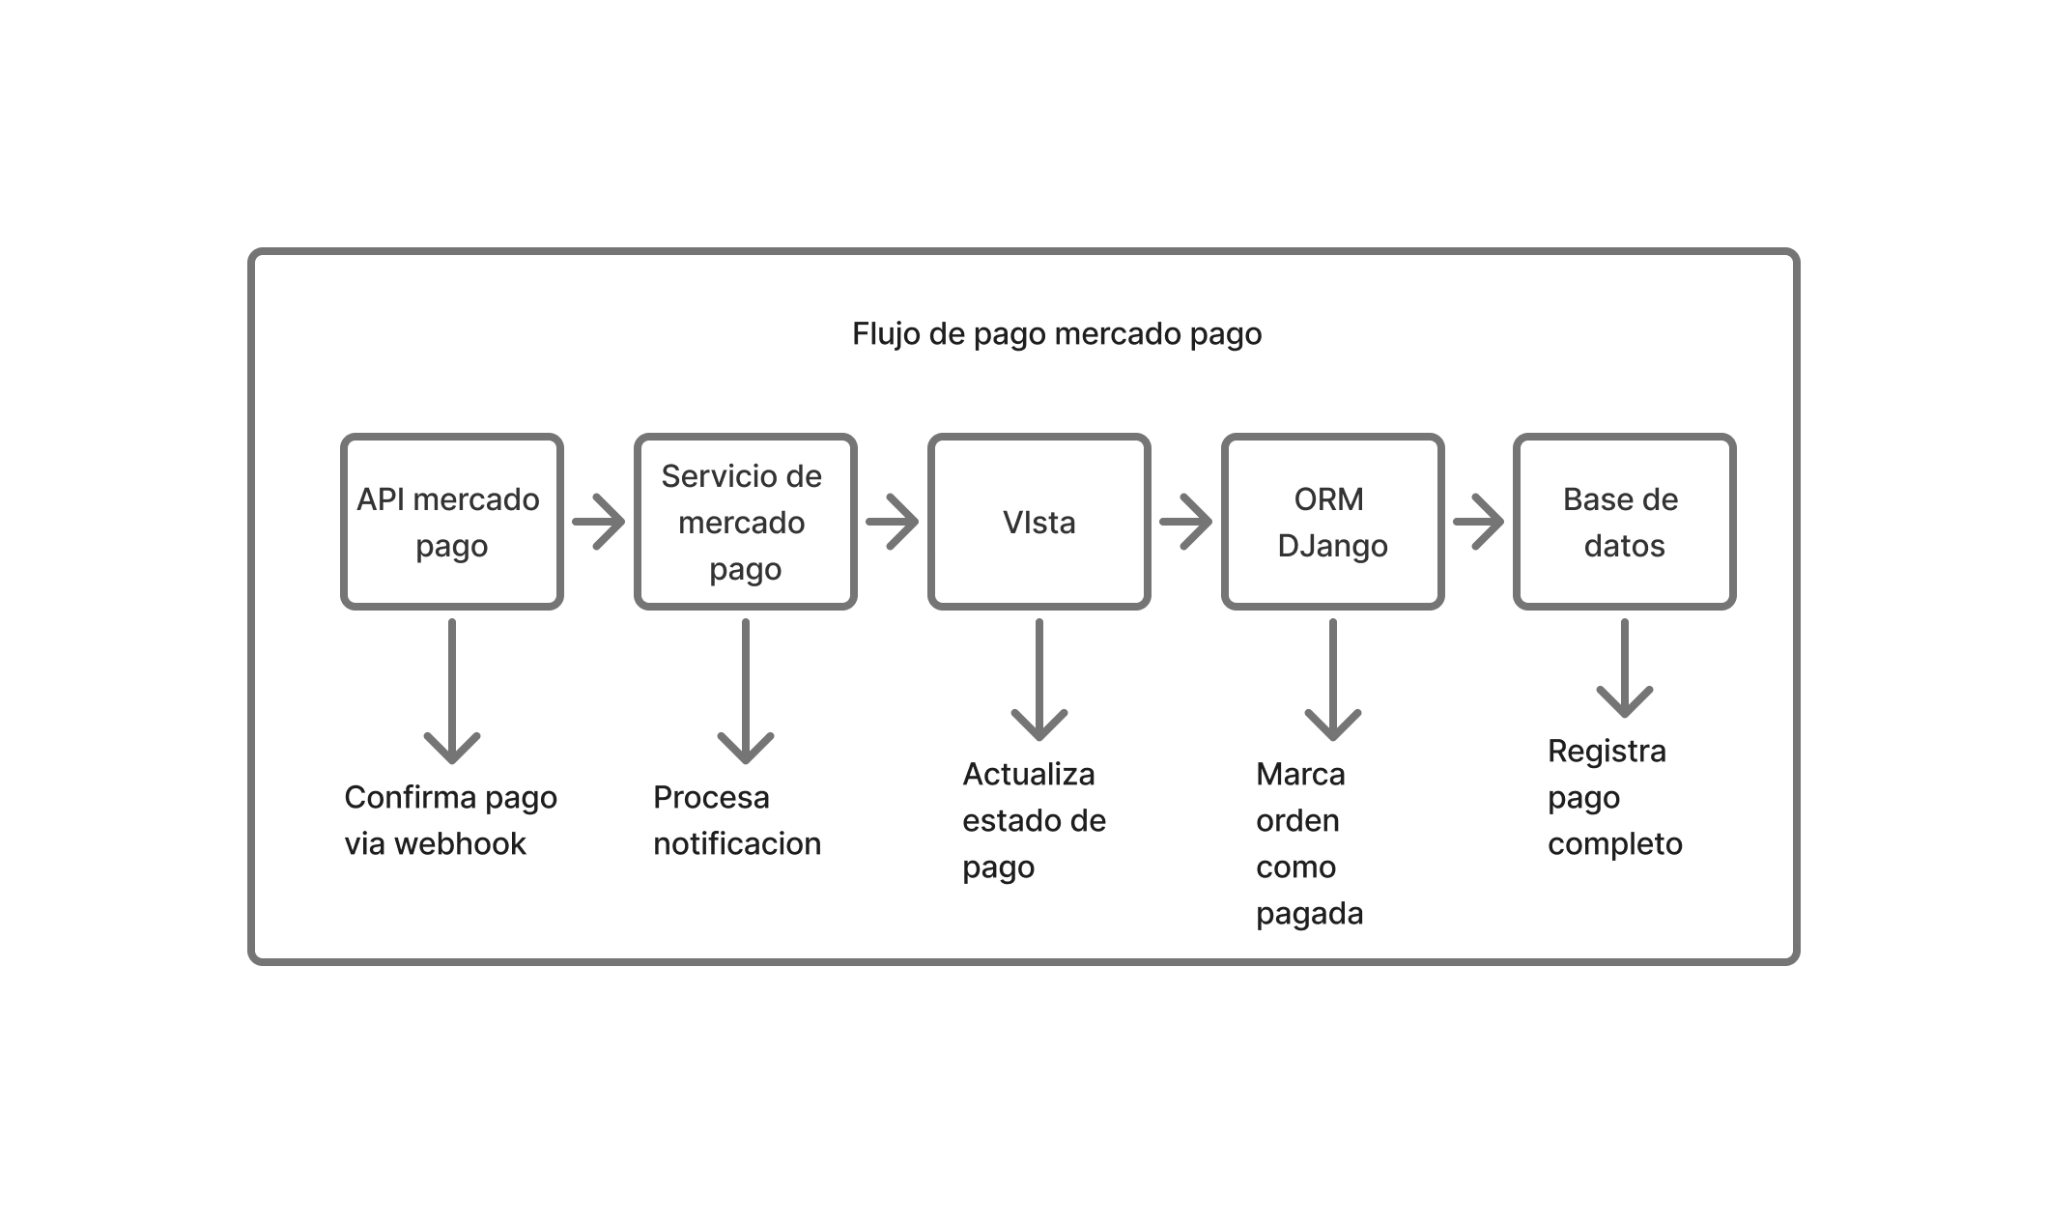 Flujo de pago mercado pago
API mercado
pago
Servicio de
mercado
pago
VIsta
ORM
DJango
Base de
datos
Confirma pago
via webhook
Procesa
notificacion
Actualiza
estado de
pago
Marca
orden
como
pagada
Registra
pago
completo